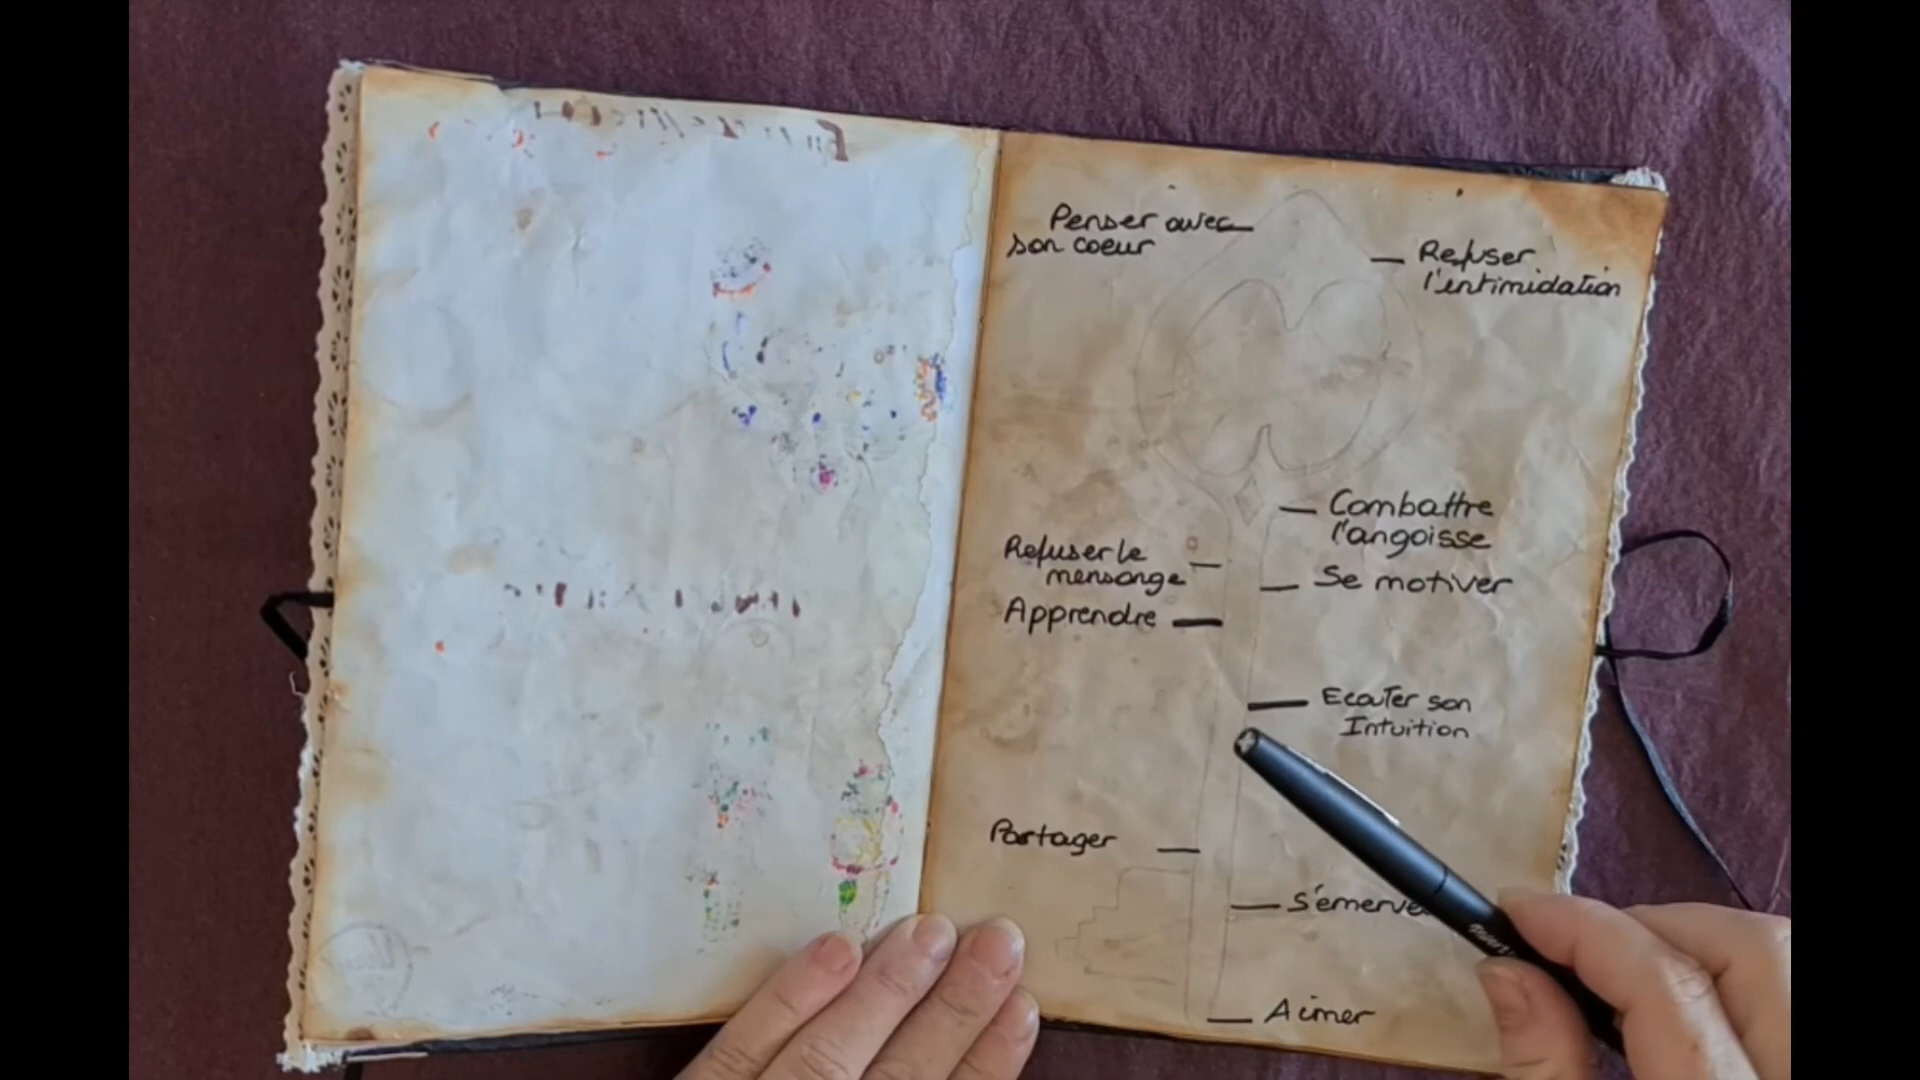 Penser avec
son coeur
Refuser
l'intimidation
Combattre
l'angoisse
Refuser le
mensonge
Se motiver
Apprendre
Ecouter son
Intuition
Partager
Aimer